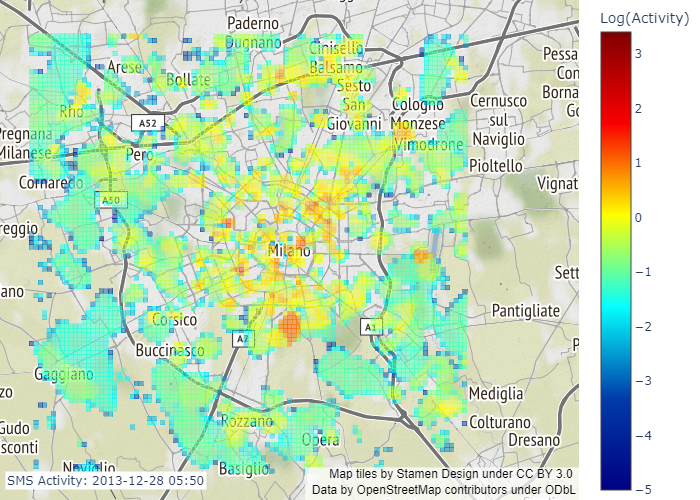 Log(Activity)
3
2
1
0
−1
−2
−3
−4
−5
Paderno
Dugnano
Cinisello
Balsamo
Arese
Bollate
Sesto
San
Giovanni
Cologno
Monzese
Cernusco
sul
Naviglio
Pessa
Con
Borna
Go
Rho
A52
Pregnana
Milanese
Pero
Vimodrone
Pioltello
Cornaredo
Vignat
A50
reggio
Milano
Sett
ano
Pantigliate
Corsico
A7
A1
Buccinasco
P
Gaggiano
zo
Mediglia
Rozzano
Colturano
Gudo
sconti
Opera
Dresano
Naviglio
Basiglio
SMS Activity: 2013-12-28 05:50
Map tiles by Stamen Design under CC BY 3.0
Data by OpenStreetMap contributors under ODbL